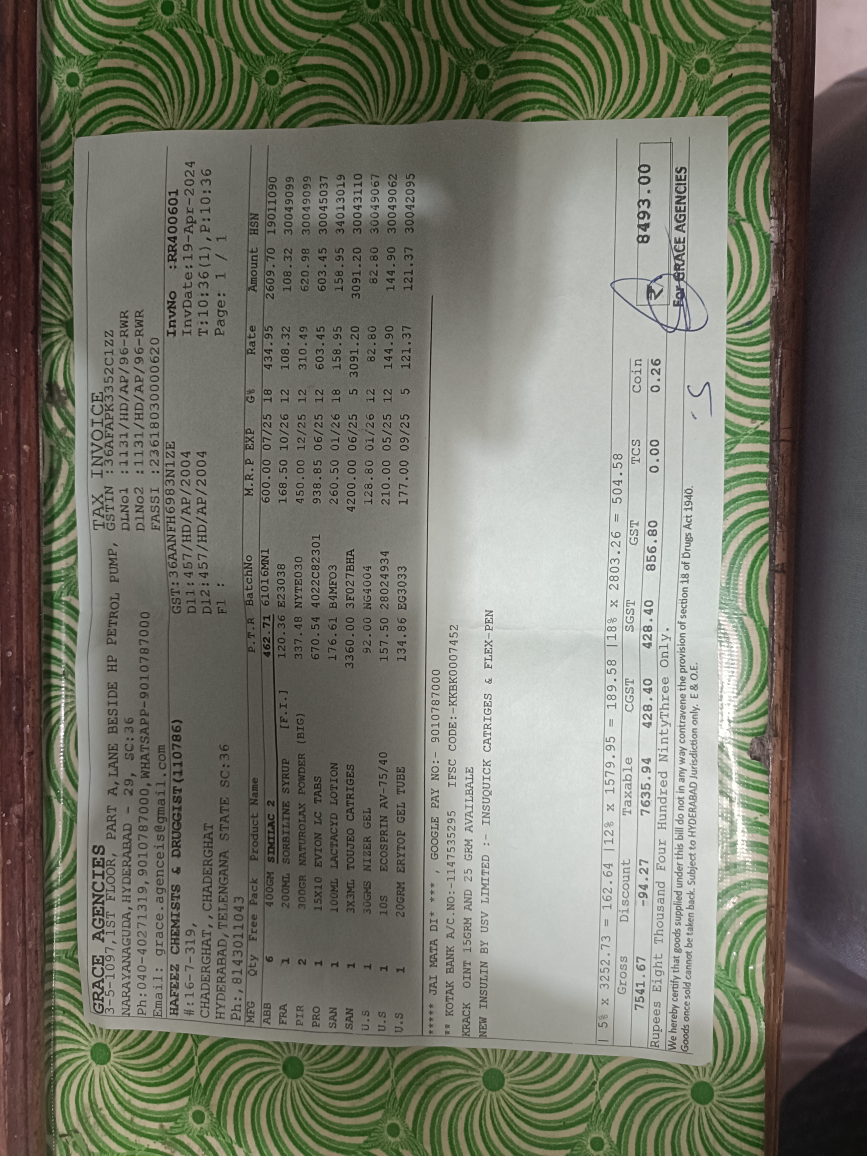 GRACE AGENCIES TAX INVOICE
3-5-1097,1ST FLOOR, PART A,LANE BESIDE HP PETROL PUMP, GSTIN :36AFAPK3352C1ZZ
NARAYANAGUDA,HYDERABAD - 29, SC:36 DLNo1 :1131/HD/AP/96-RWR
Ph:040-40271319,9010787000,WHATSAPP-9010787000 DlNo2 :1131/HD/AP/96-RWR
Email: grace.agenceis@gmail.com FASSI :23618030000620
HAFEEZ CHEMISTS & DRUGGIST(110786) GST:36AANFH6983N1ZE InvNo :RR400601
#:16-7-319, D11:457/HD/AP/2004 InvDate:19-Apr-2024
CHADERGHAT,,CHADERGHAT D12:457/HD/AP/2004 T:10:36(1),P:10:36
HYDERABAD,TELENGANA STATE SC:36 Fl : Page: 1 / 1
Ph:,8143011043
MFG Qty Free Pack Product Name P.T.R BatchNo M.R.P EXP G% Rate Amount HSN
ABB 6 400GM SIMILAC 2 462.71 61016MN1 600.00 07/25 18 434.95 2609.70 19011090
FRA 1 200ML SORBILINE SYRUP [F.I.] 120.36 E23038 168.50 10/26 12 108.32 108.32 30049099
PIR 2 300GR NATUROLAX POWDER (BIG) 337.48 NYTE030 450.00 12/25 12 310.49 620.98 30049099
PRO 1 15X10 EVION LC TABS 670.54 4022C82301 938.85 06/25 12 603.45 603.45 30045037
SAN 1 100ML LACTACYD LOTION 176.61 B4MFO3 260.50 01/26 18 158.95 158.95 34013019
SAN 1 3X3ML TOUJEO CATRIGES 3360.00 3F027BHA 4200.00 06/25 5 3091.20 3091.20 30043110
U.S 1 30GMS NIZER GEL 92.00 NG4004 128.80 01/26 12 82.80 82.80 30049067
U.S 1 10S ECOSPRIN AV-75/40 157.50 28024934 210.00 05/25 12 144.90 144.90 30049062
U.S 1 20GRM ERYTOP GEL TUBE 134.86 EG3033 177.00 09/25 5 121.37 121.37 30042095
***** JAI MATA DI* *** , GOOGLE PAY NO:- 9010787000
** KOTAK BANK A/C.NO:-1147535295 IFSC CODE:-KKBK0007452
KRACK OINT 15GRM AND 25 GRM AVAILBALE
NEW INSULIN BY USV LIMITED :- INSUQUICK CATRIGES & FLEX-PEN
| 5% x 3252.73 = 162.64 |12% x 1579.95 = 189.58 |18% x 2803.26 = 504.58
Gross Discount Taxable CGST SGST GST TCS Coin
7541.67 -94.27 7635.94 428.40 428.40 856.80 0.00 0.26 ₹ 8493.00
Rupees Eight Thousand Four Hundred NintyThree Only.
We hereby certify that goods supplied under this bill do not in any way contravene the provision of section 18 of Drugs Act 1940. For GRACE AGENCIES
Goods once sold cannot be taken back. Subject to HYDERABAD Jurisdiction only. E & O.E.